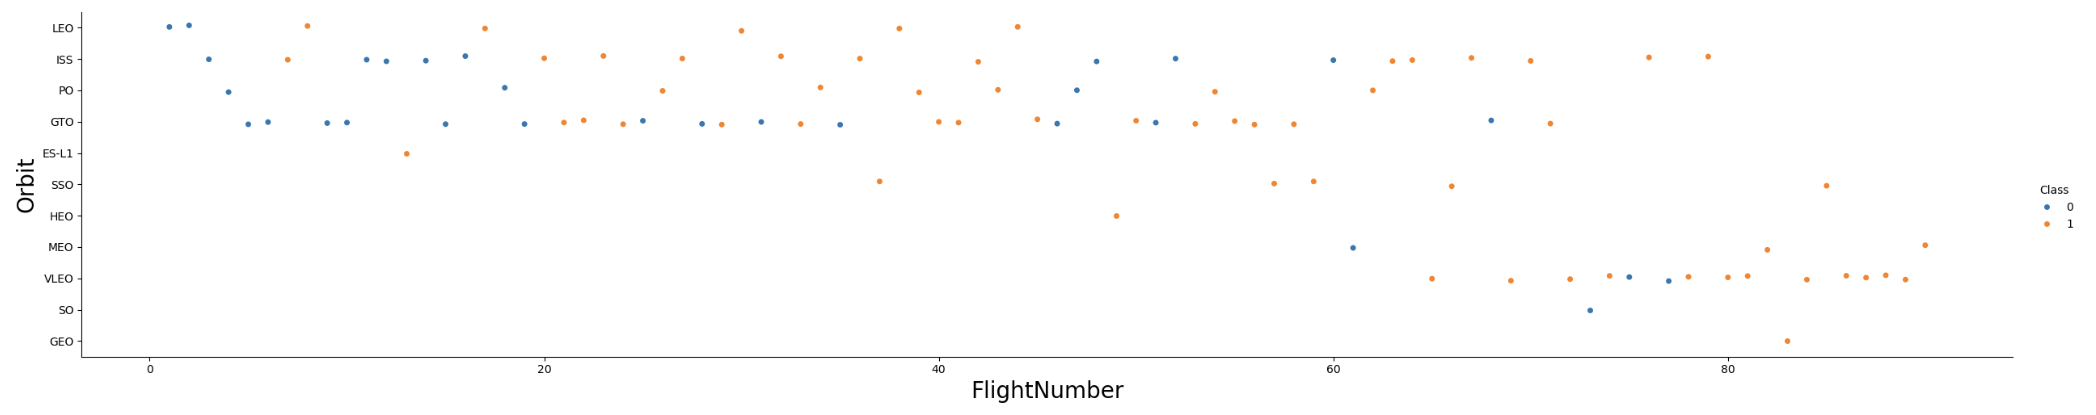 LEO
ISS
PO
GTO
ES-L1
SSO
HEO
MEO
VLEO
SO
GEO
Orbit
0 20 40 60 80
FlightNumber
Class
0
1